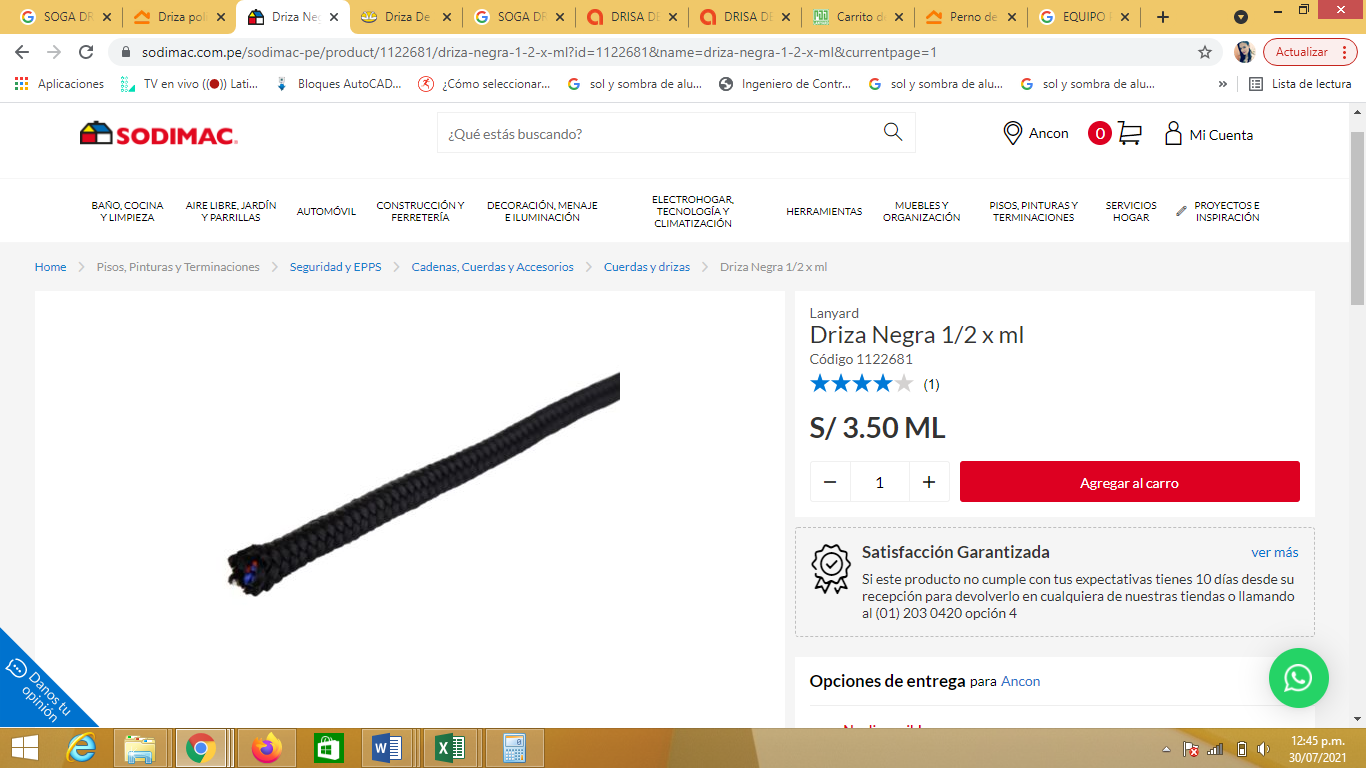 SOGA DR
Driza poli
Driza Neg
Driza De
SOGA DR
DRISA DE
DRISA DE
Carrito de
Perno de
EQUIPO
sodimac.com.pe/sodimac-pe/product/1122681/driza-negra-1-2-x-ml?id=1122681&name=driza-negra-1-2-x-ml&currentpage=1
Actualizar
Aplicaciones
TV en vivo ((●)) Lati...
Bloques AutoCAD...
¿Cómo seleccionar...
sol y sombra de alu...
Ingeniero de Contr...
sol y sombra de alu...
sol y sombra de alu...
»
Lista de lectura
SODIMAC.
¿Qué estás buscando?
Ancon
0
Mi Cuenta
BAÑO, COCINA
Y LIMPIEZA
AIRE LIBRE, JARDÍN
Y PARRILLAS
AUTOMÓVIL
CONSTRUCCIÓN Y
FERRETERÍA
DECORACIÓN, MENAJE
E ILUMINACIÓN
ELECTROHOGAR,
TECNOLOGÍA Y
CLIMATIZACIÓN
HERRAMIENTAS
MUEBLES Y
ORGANIZACIÓN
PISOS, PINTURAS Y
TERMINACIONES
SERVICIOS
HOGAR
PROYECTOS E
INSPIRACIÓN
Home > Pisos, Pinturas y Terminaciones > Seguridad y EPPS > Cadenas, Cuerdas y Accesorios > Cuerdas y drizas > Driza Negra 1/2 x ml
Lanyard
Driza Negra 1/2 x ml
Código 1122681
(1)
S/ 3.50 ML
− 1 +
Agregar al carro
Satisfacción Garantizada
ver más
Si este producto no cumple con tus expectativas tienes 10 días desde su
recepción para devolverlo en cualquiera de nuestras tiendas o llamando
al (01) 203 0420 opción 4
Opciones de entrega para Ancon
Danos tu
opinión
12:45 p.m.
30/07/2021